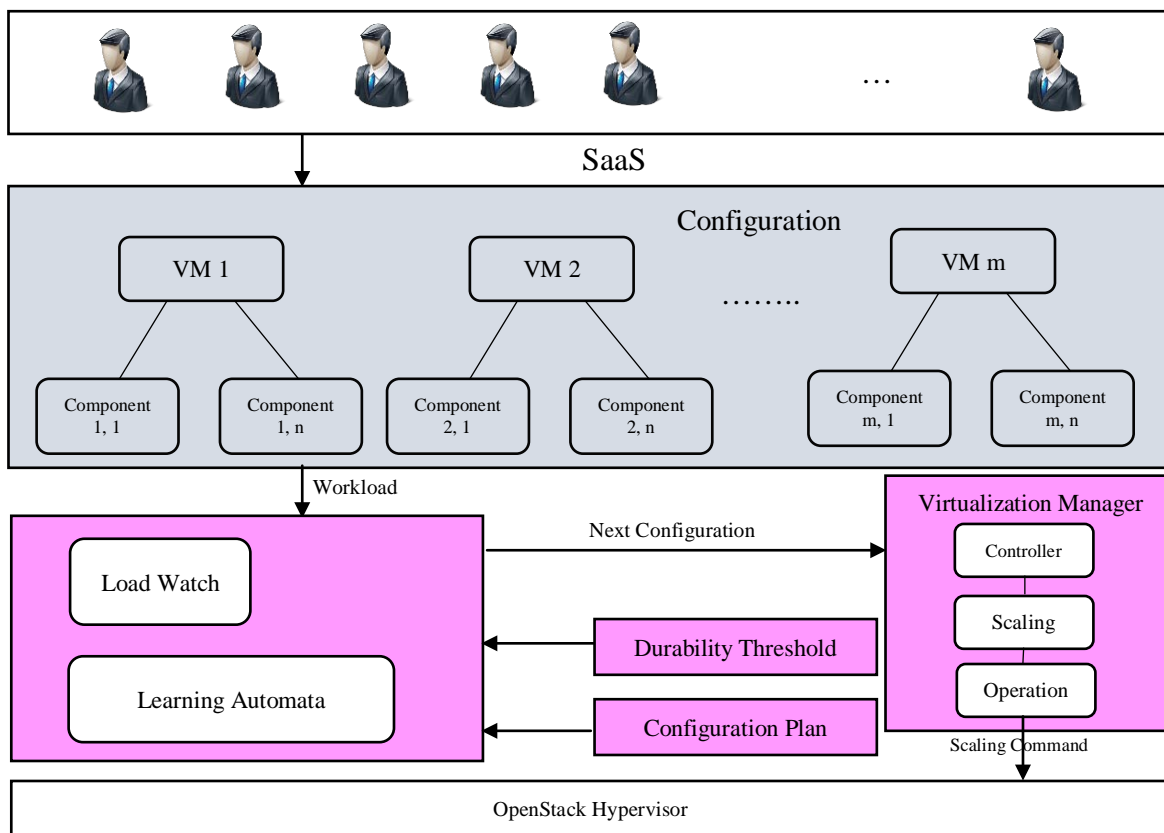 …
SaaS
Configuration
VM 1
VM 2
VM m
……..
Component
1, 1
Component
1, n
Component
2, 1
Component
2, n
Component
m, 1
Component
m, n
Workload
Next Configuration
Virtualization Manager
Controller
Scaling
Operation
Load Watch
Learning Automata
Durability Threshold
Configuration Plan
Scaling Command
OpenStack Hypervisor